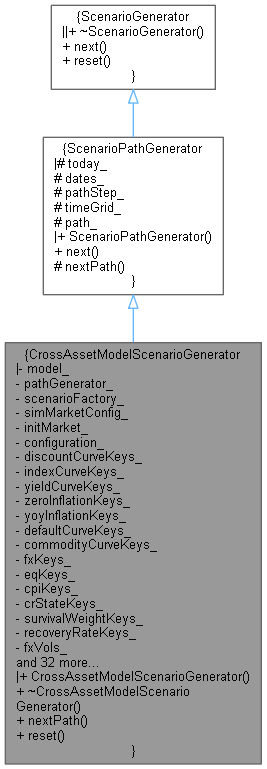 {ScenarioGenerator
||+ ~ScenarioGenerator()
+ next()
+ reset()
}
{ScenarioPathGenerator
|# today_
# dates_
# pathStep_
# timeGrid_
# path_
|+ ScenarioPathGenerator()
+ next()
# nextPath()
}
{CrossAssetModelScenarioGenerator
|- model_
- pathGenerator_
- scenarioFactory_
- simMarketConfig_
- initMarket_
- configuration_
- discountCurveKeys_
- indexCurveKeys_
- yieldCurveKeys_
- zeroInflationKeys_
- yoyInflationKeys_
- defaultCurveKeys_
- commodityCurveKeys_
- fxKeys_
- eqKeys_
- cpiKeys_
- crStateKeys_
- survivalWeightKeys_
- recoveryRateKeys_
- fxVols_
and 32 more...
|+ CrossAssetModelScenarioGenerator()
+ ~CrossAssetModelScenario
Generator()
+ nextPath()
+ reset()
}